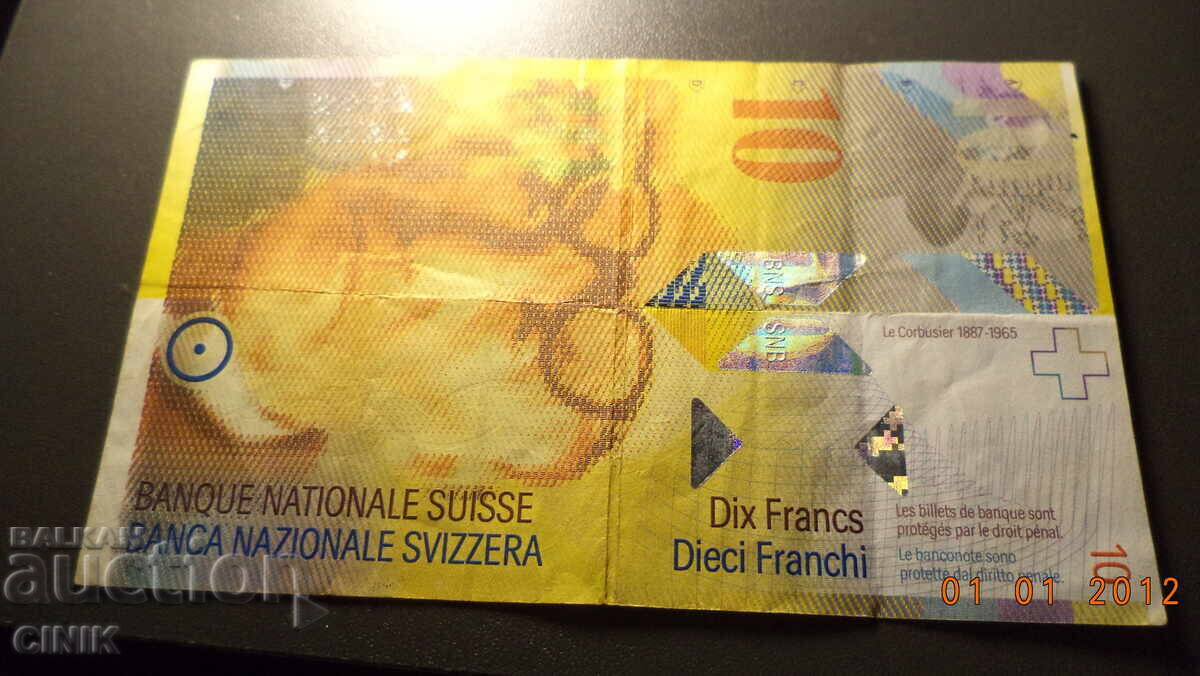 10
BNS
SNB
Le Corbusier 1887-1965
BANQUE NATIONALE SUISSE
BANCA NAZIONALE SVIZZERA
Dix Francs
Dieci Franchi
Les billets de banque sont
protégés par le droit pénal.
Le banconote sono
protette dal diritto penale.
10
01 01 2012
BALKAN
auction
CINIK